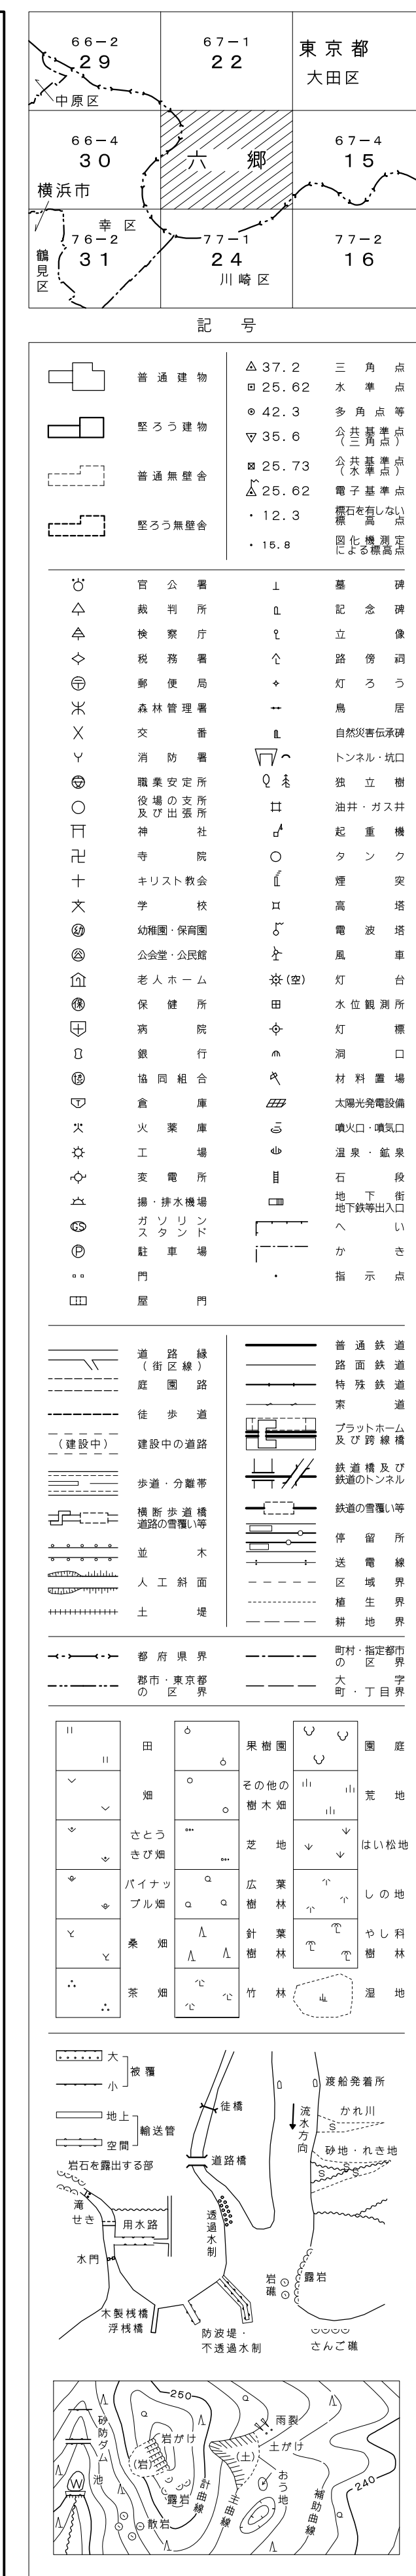 66-2
29
67-1
22
東京都
大田区
中原区
66-4
30
六郷
67-4
15
横浜市
幸区
鶴見区
76-2
31
77-1
24
川崎区
77-2
16
記号
普通建物
堅ろう建物
普通無壁舎
堅ろう無壁舎
37.2 三角点
25.62 水準点
42.3 多角点等
35.6 公共基準点
(三角点)
25.73 公共基準点
(水準点)
25.62 電子基準点
12.3 標石を有しない
標高点
15.8 図化機測定
による標高点
官公署
裁判所
検察庁
税務署
郵便局
森林管理署
交番
消防署
職業安定所
役場の支所
及び出張所
神社
寺院
キリスト教会
学校
幼 幼稚園・保育園
公 公会堂・公民館
老人ホーム
保 保健所
病院
銀行
協 協同組合
倉庫
火薬庫
工場
変電所
揚・排水機場
GS ガソリン
スタンド
P 駐車場
門
屋門
墓碑
記念碑
立像
路傍祠
灯ろう
鳥居
自然災害伝承碑
トンネル・坑口
独立樹
油井・ガス井
起重機
タンク
煙突
高塔
電波塔
風車
(空) 灯台
水位観測所
灯標
洞口
材料置場
太陽光発電設備
噴火口・噴気口
温泉・鉱泉
石段
地下街
地下鉄等出入口
へい
かき
指示点
道路縁
(街区線)
庭園路
徒歩道
(建設中) 建設中の道路
歩道・分離帯
横断歩道橋
道路の雪覆い等
並木
人工斜面
土堤
普通鉄道
路面鉄道
特殊鉄道
索道
プラットホーム
及び跨線橋
鉄道橋及び
鉄道のトンネル
鉄道の雪覆い等
停留所
送電線
区域界
植生界
耕地界
都府県界
郡市・東京都
の区界
町村・指定都市
の区界
大字
町・丁目界
田
畑
さとう
きび畑
パイナッ
プル畑
桑畑
茶畑
果樹園
その他の
樹木畑
芝地
広葉
樹林
針葉
樹林
竹林
園庭
荒地
はい松地
しの地
やし科
樹林
湿地
大
小
被覆
地上
空間
輸送管
岩石を露出する部
滝
せき
用水路
水門
木製桟橋
浮桟橋
徒橋
道路橋
透過水制
防波堤・
不透過水制
渡船発着所
流水方向
かれ川
砂地・れき地
S
S
岩礁
露岩
さんご礁
砂防ダム
池
W
250
岩がけ
(岩)
露岩
散岩
計曲線
主曲線
雨裂
土がけ
(土)
おう地
補助曲線
240